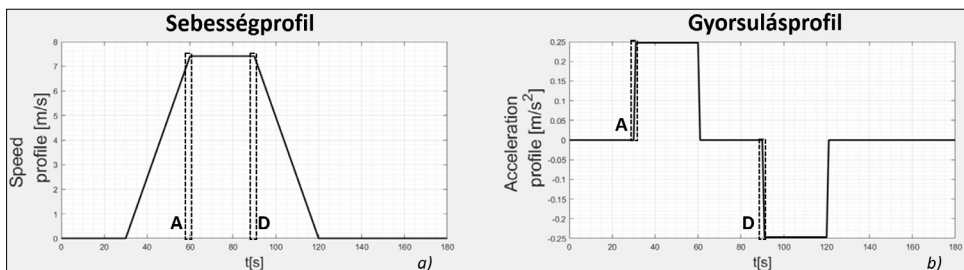 Sebességprofil
8
7
6
5
4
3
2
1
0
Speed
profile [m/s]
A
D
0 20 40 60 80 100 120 140 160 180
t[s]
a)
Gyorsulásprofil
0.25
0.2
0.15
0.1
0.05
0
-0.05
-0.1
-0.15
-0.2
-0.25
Acceleration
profile [m/s²]
A
D
0 20 40 60 80 100 120 140 160 180
t[s]
b)